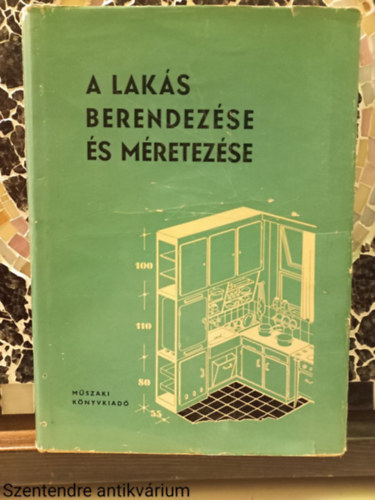 A LAKÁS
BERENDEZÉSE
ÉS MÉRETEZÉSE
100
110
80
55
MŰSZAKI
KÖNYVKIADÓ
Szentendre antikvárium